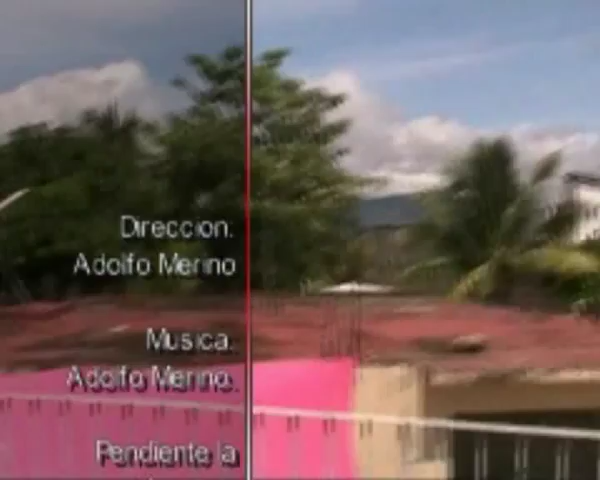 Direccion:
Adolfo Merino
Musica:
Adolfo Merino.
Pendiente la